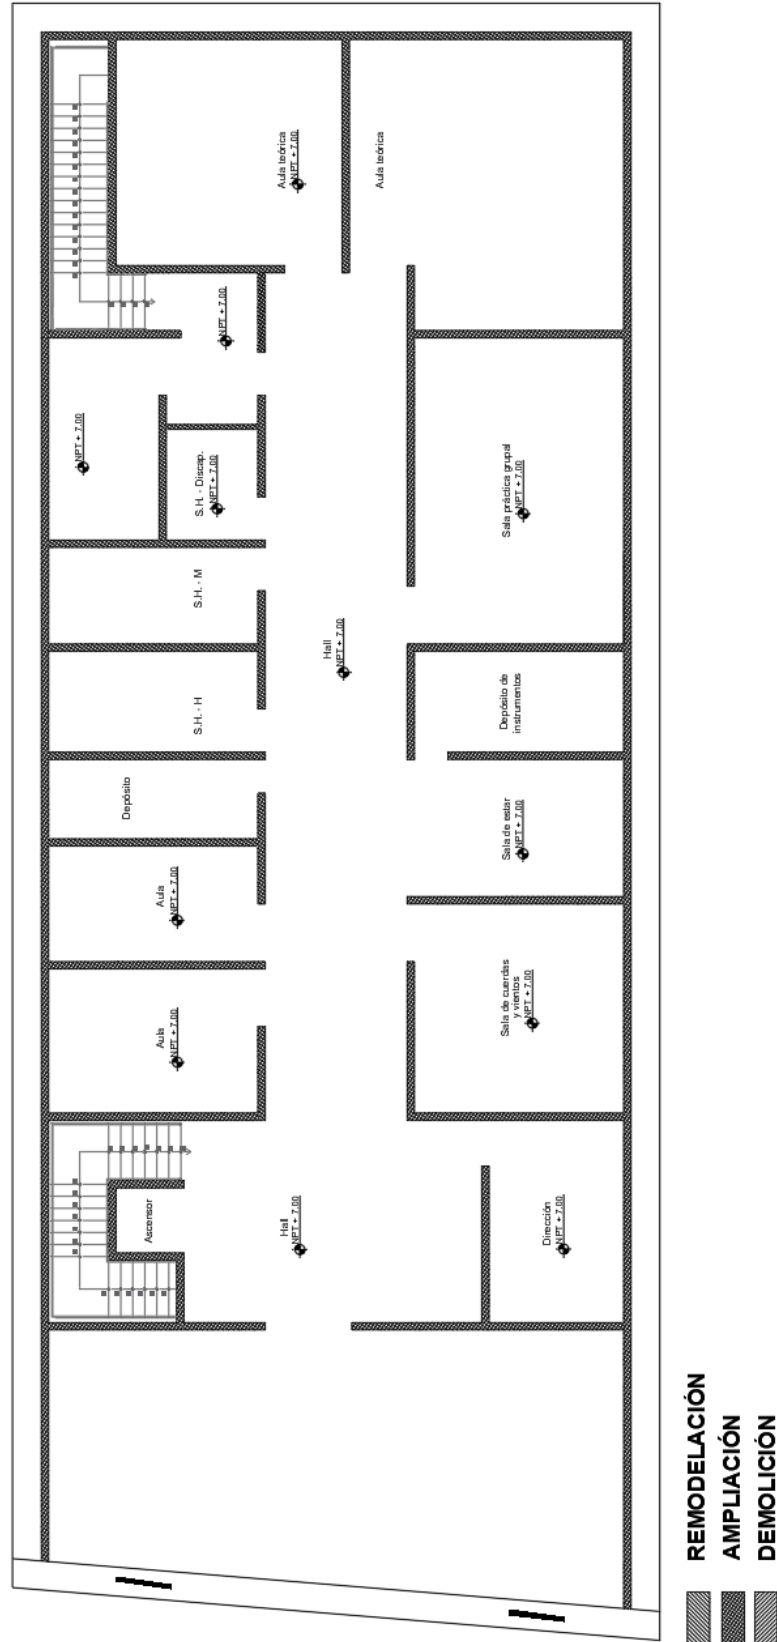 Aula teórica
NPT + 7.00
Aula teórica
NPT + 7.00
NPT + 7.00
S.H. - Discap.
NPT + 7.00
Sala práctica grupal
NPT + 7.00
S.H. - M
Hall
NPT + 7.00
S.H. - H
Depósito de
instrumentos
Depósito
Sala de estar
NPT + 7.00
Aula
NPT + 7.00
Sala de cuerdas
y vientos
NPT + 7.00
Aula
NPT + 7.00
Ascensor
Hall
NPT + 7.00
Dirección
NPT + 7.00
REMODELACIÓN
AMPLIACIÓN
DEMOLICIÓN